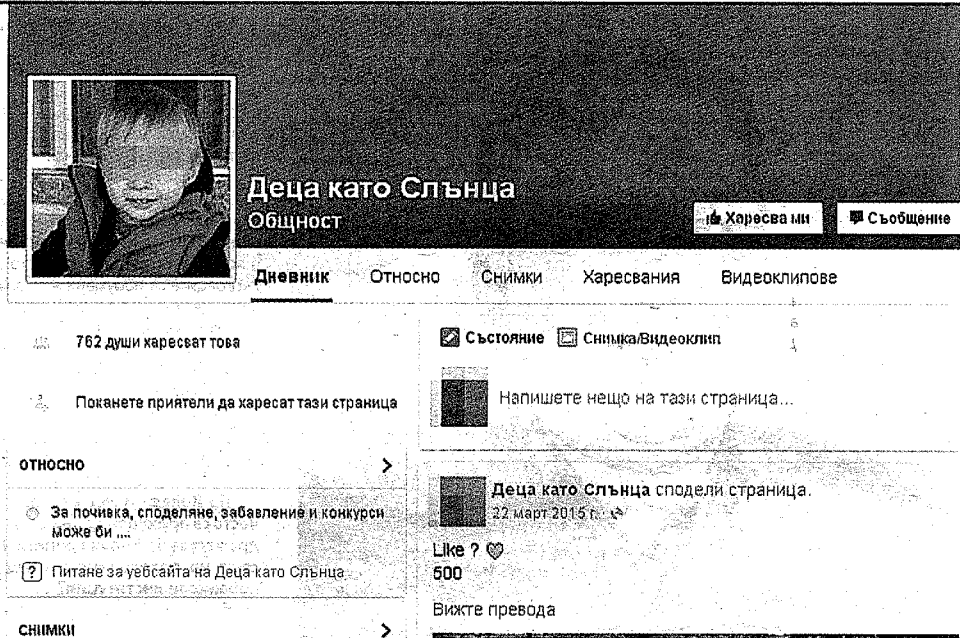 Деца като Слънца
Общност
Харесва ми
Съобщение
Дневник Относно Снимки Харесвания Видеоклипове
762 души харесват това
Поканете приятели да харесат тази страница
ОТНОСНО
За почивка, споделяне, забавление и конкурси
може би ....
Питане за уебсайта на Деца като Слънца
СНИМКИ
Състояние Снимка/Видеоклип
Напишете нещо на тази страница...
Деца като Слънца сподели страница.
22 март 2015 г.
Like ?
500
Вижте превода